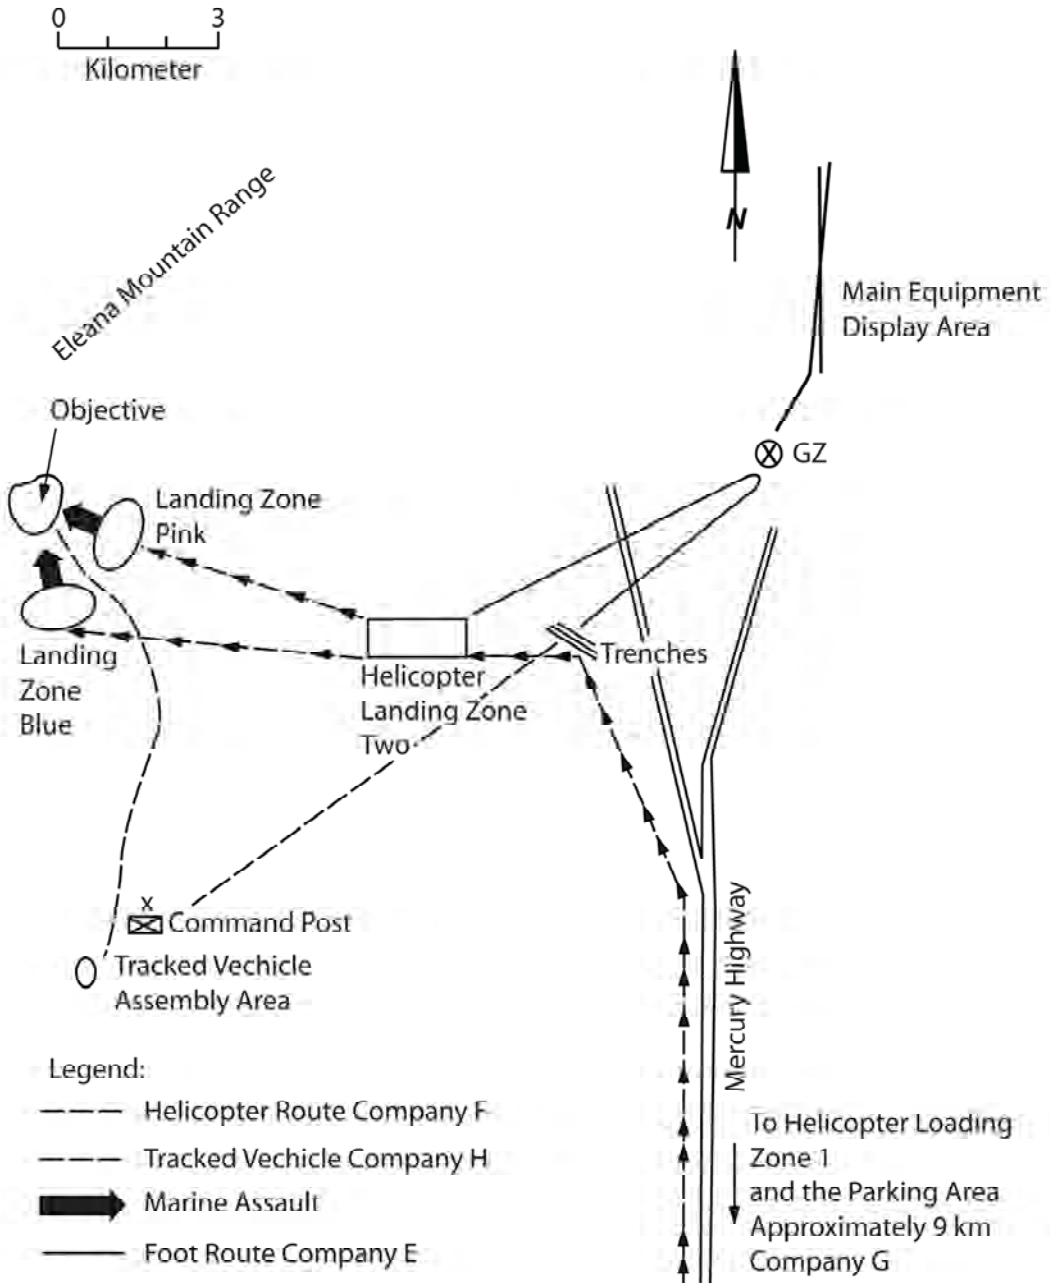 0 3
Kilometer
N
Eleana Mountain Range
Main Equipment
Display Area
Objective
X GZ
Landing Zone
Pink
Landing
Zone
Blue
Trenches
Helicopter
Landing Zone
Two
X
Command Post
Tracked Vechicle
Assembly Area
Mercury Highway
Legend:
Helicopter Route Company F
Tracked Vechicle Company H
Marine Assault
Foot Route Company E
To Helicopter Loading
Zone 1
and the Parking Area
Approximately 9 km
Company G